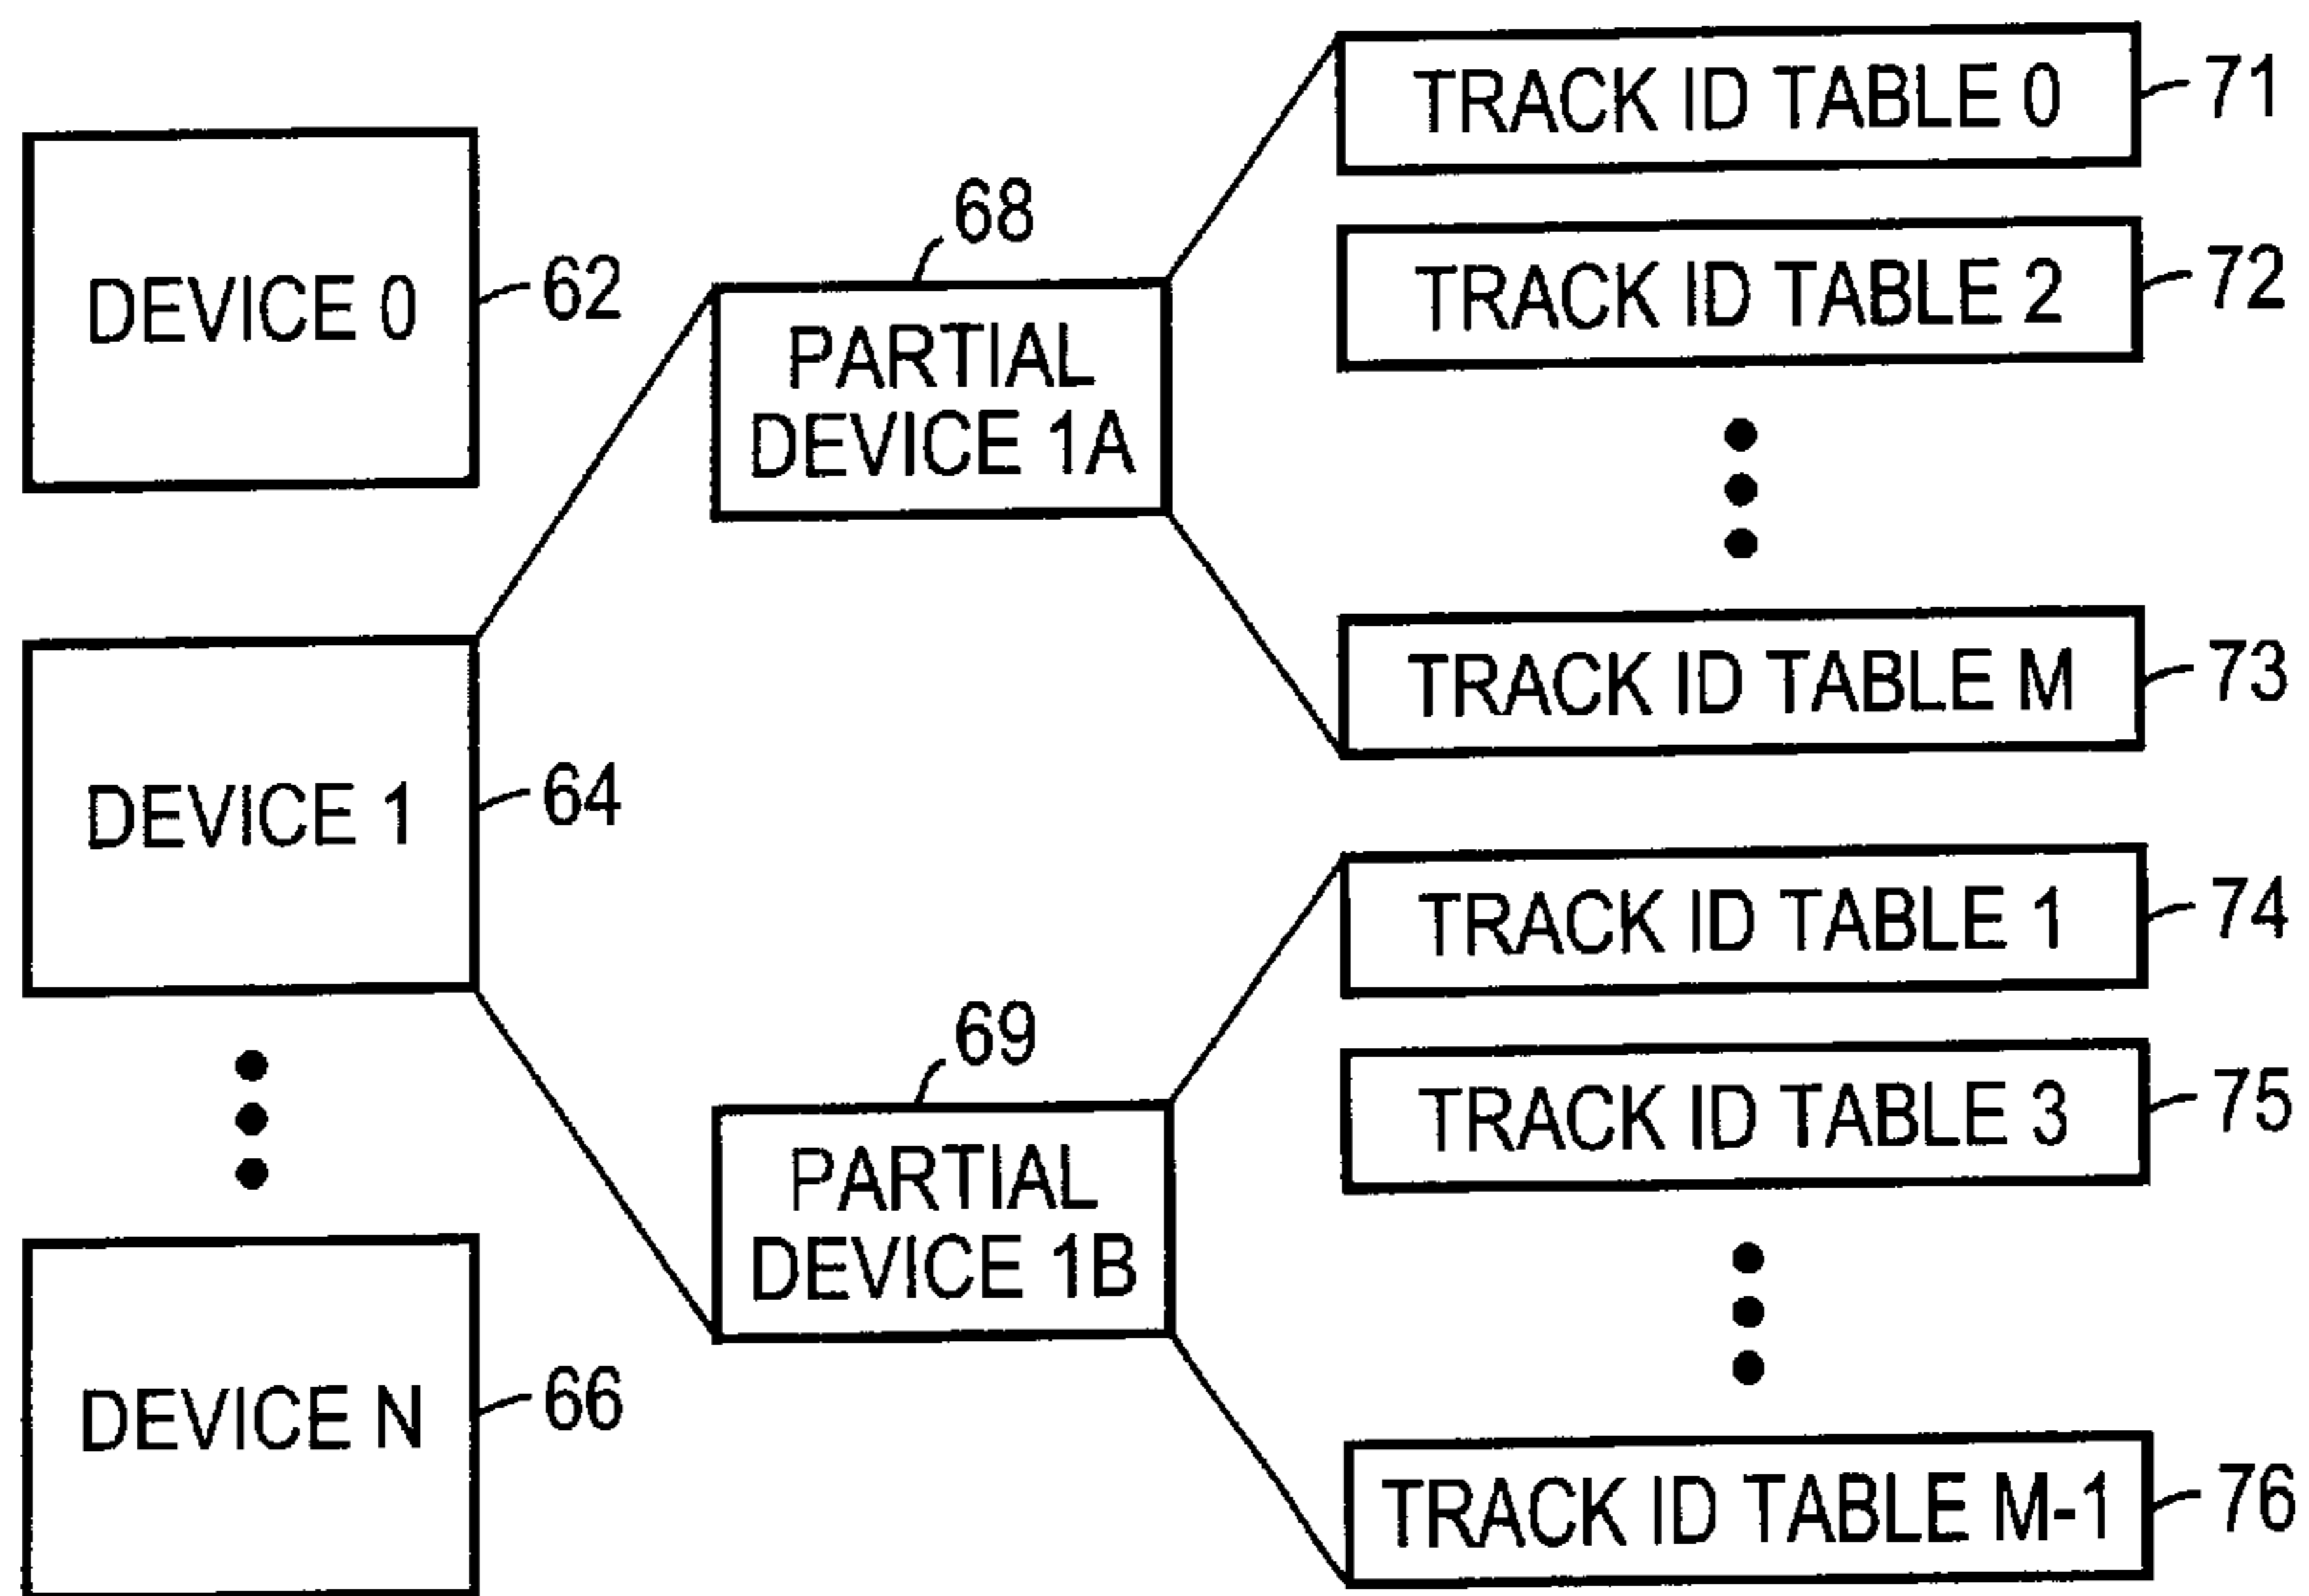 DEVICE 0
62
DEVICE 1
64
DEVICE N
66
68
PARTIAL
DEVICE 1A
69
PARTIAL
DEVICE 1B
TRACK ID TABLE 0
71
TRACK ID TABLE 2
72
TRACK ID TABLE M
73
TRACK ID TABLE 1
74
TRACK ID TABLE 3
75
TRACK ID TABLE M-1
76